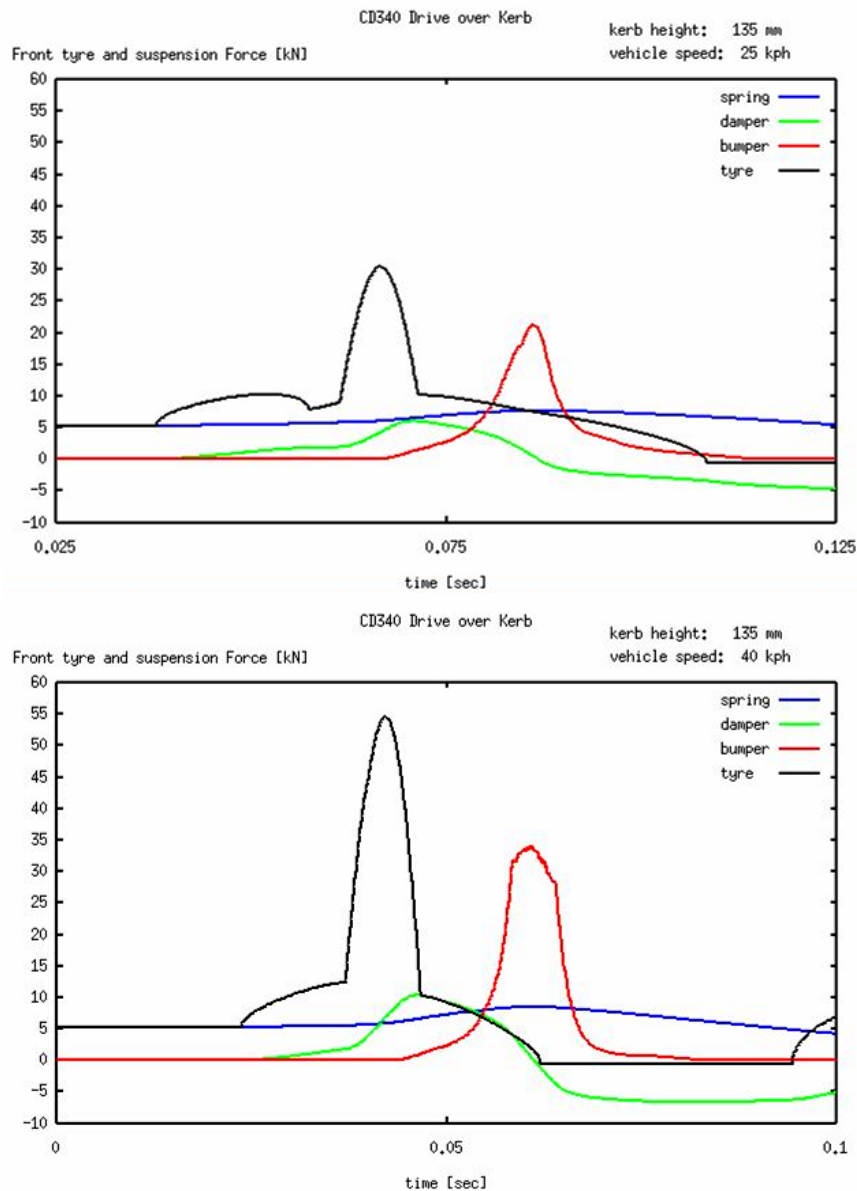 CD340 Drive over Kerb
kerb height: 135 mm
Front tyre and suspension Force [kN]
vehicle speed: 25 kph
60
55
50
45
40
35
30
25
20
15
10
5
0
-5
-10
spring
damper
bumper
tyre
0.025
0.075
0.125
time [sec]
CD340 Drive over Kerb
kerb height: 135 mm
Front tyre and suspension Force [kN]
vehicle speed: 40 kph
60
55
50
45
40
35
30
25
20
15
10
5
0
-5
-10
spring
damper
bumper
tyre
0
0.05
0.1
time [sec]